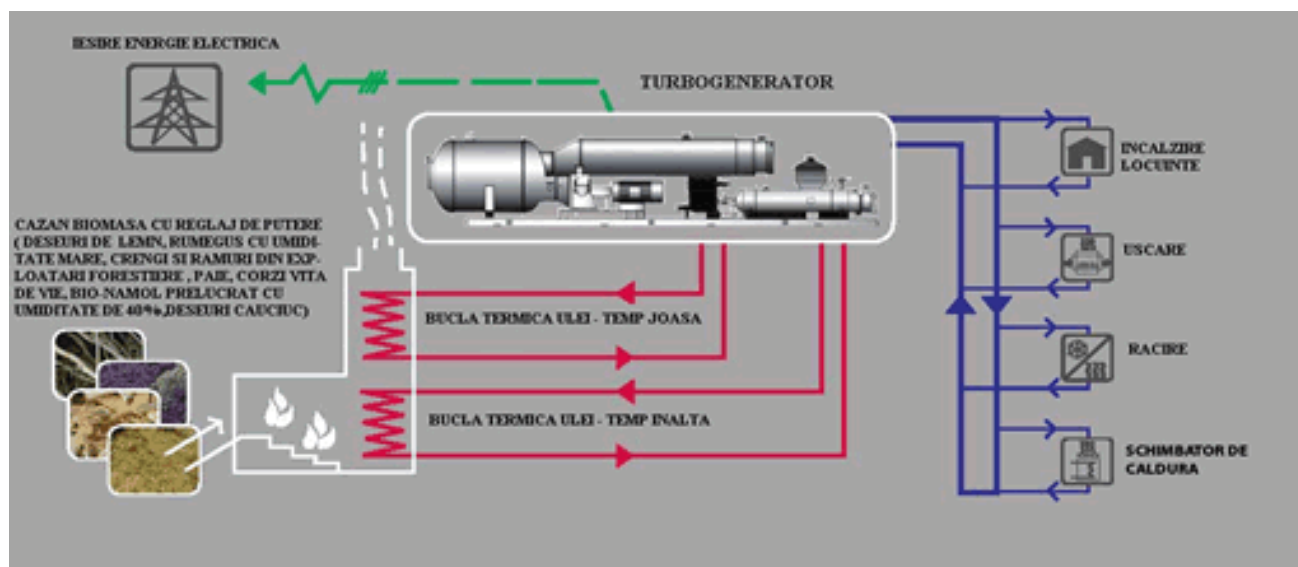 IESIRE ENERGIE ELECTRICA
TURBOGENERATOR
INCALZIRE
LOCUINTE
CAZAN BIOMASA CU REGLAJ DE PUTERE
( DESEURI DE LEMN, RUMEGUS CU UMIDI-
TATE MARE, CRENGI SI RAMURI DIN EXP-
LOATARI FORESTIERE , PAIE, CORZI VITA
DE VIE, BIO-NAMOL PRELUCRAT CU
UMIDITATE DE 40%,DESEURI CAUCIUC)
USCARE
BUCLA TERMICA ULEI - TEMP JOASA
RACIRE
BUCLA TERMICA ULEI - TEMP INALTA
SCHIMBATOR DE
CALDURA